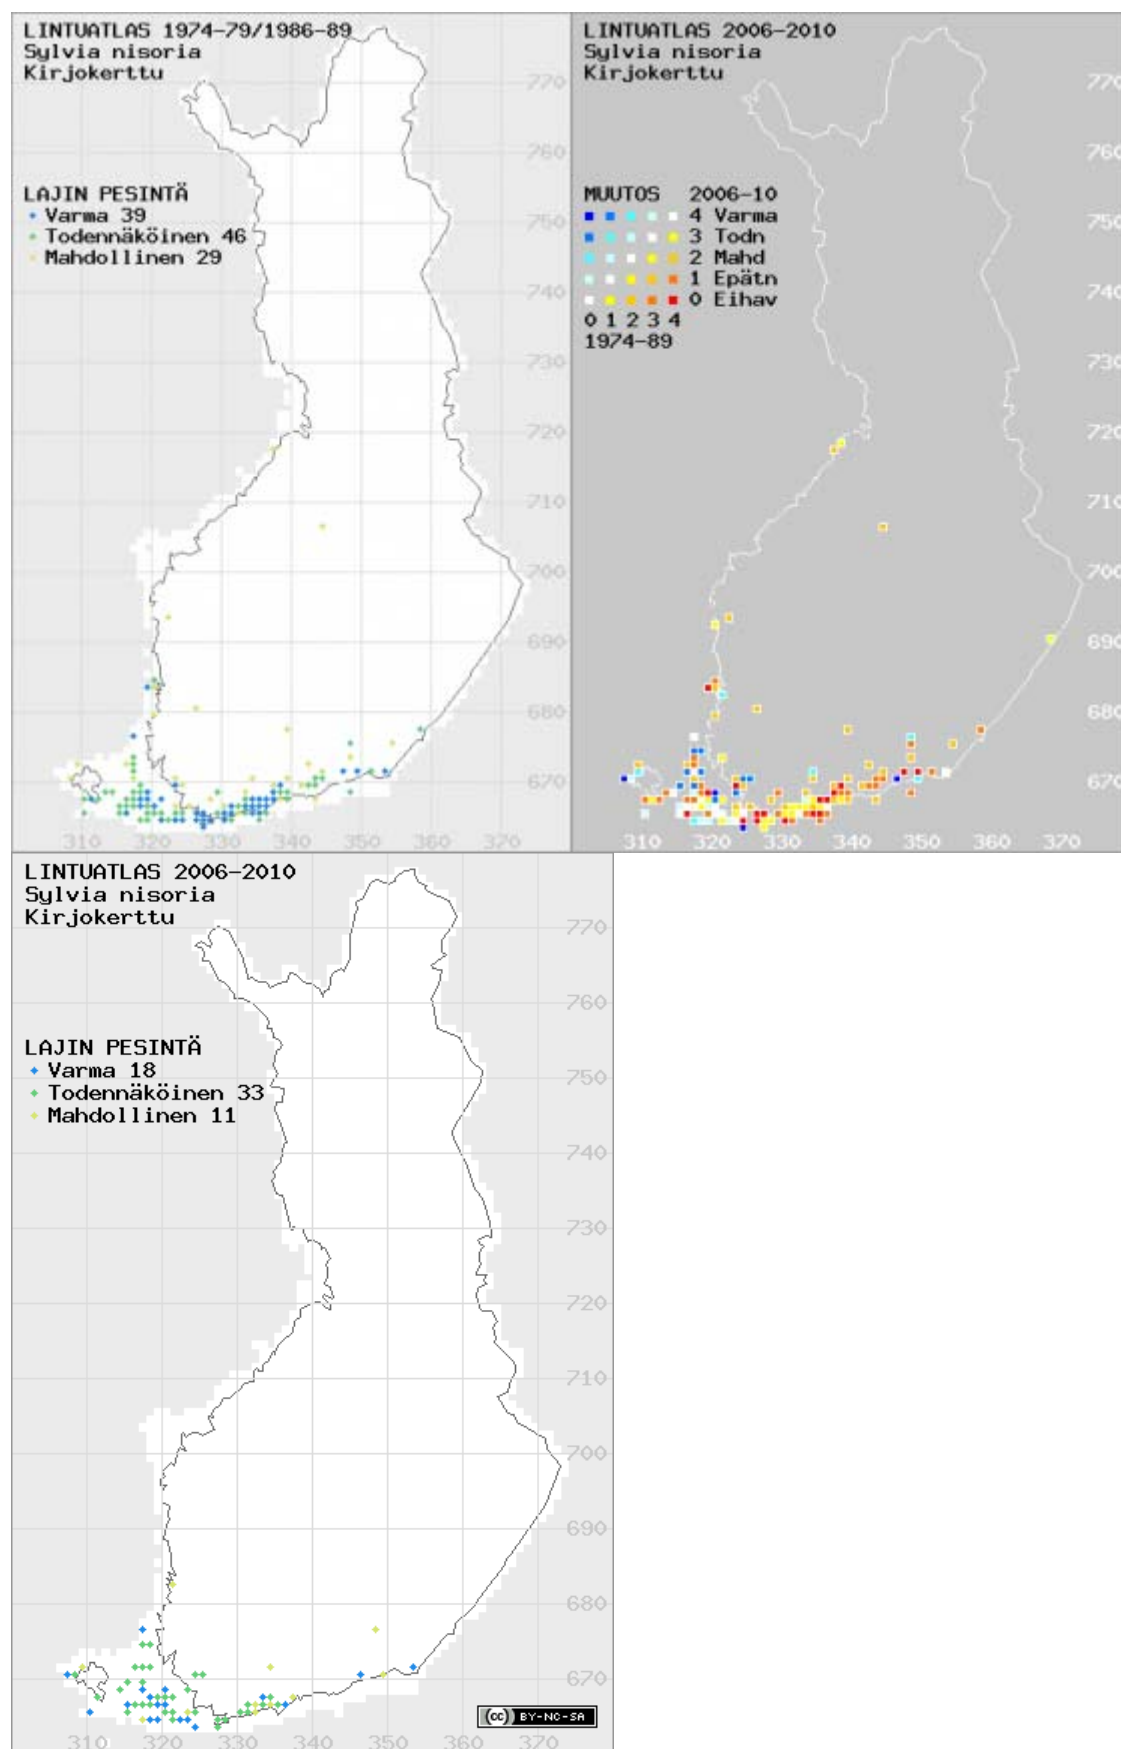 LINTUATLAS 1974-79/1986-89
Sylvia nisoria
Kirjokerttu
770
760
LAJIN PESINTÄ
Varma 39
Todennäköinen 46
Mahdollinen 29
750
740
730
720
710
700
690
680
670
310 320 330 340 350 360 370
LINTUATLAS 2006-2010
Sylvia nisoria
Kirjokerttu
770
760
MUUTOS 2006-10
4 Varma
3 Todn
2 Mahd
1 Epätn
0 Eihav
0 1 2 3 4
1974-89
750
740
730
720
710
700
690
680
670
310 320 330 340 350 360 370
LINTUATLAS 2006-2010
Sylvia nisoria
Kirjokerttu
770
760
LAJIN PESINTÄ
Varma 18
Todennäköinen 33
Mahdollinen 11
750
740
730
720
710
700
690
680
670
cc BY-NC-SA
310 320 330 340 350 360 370